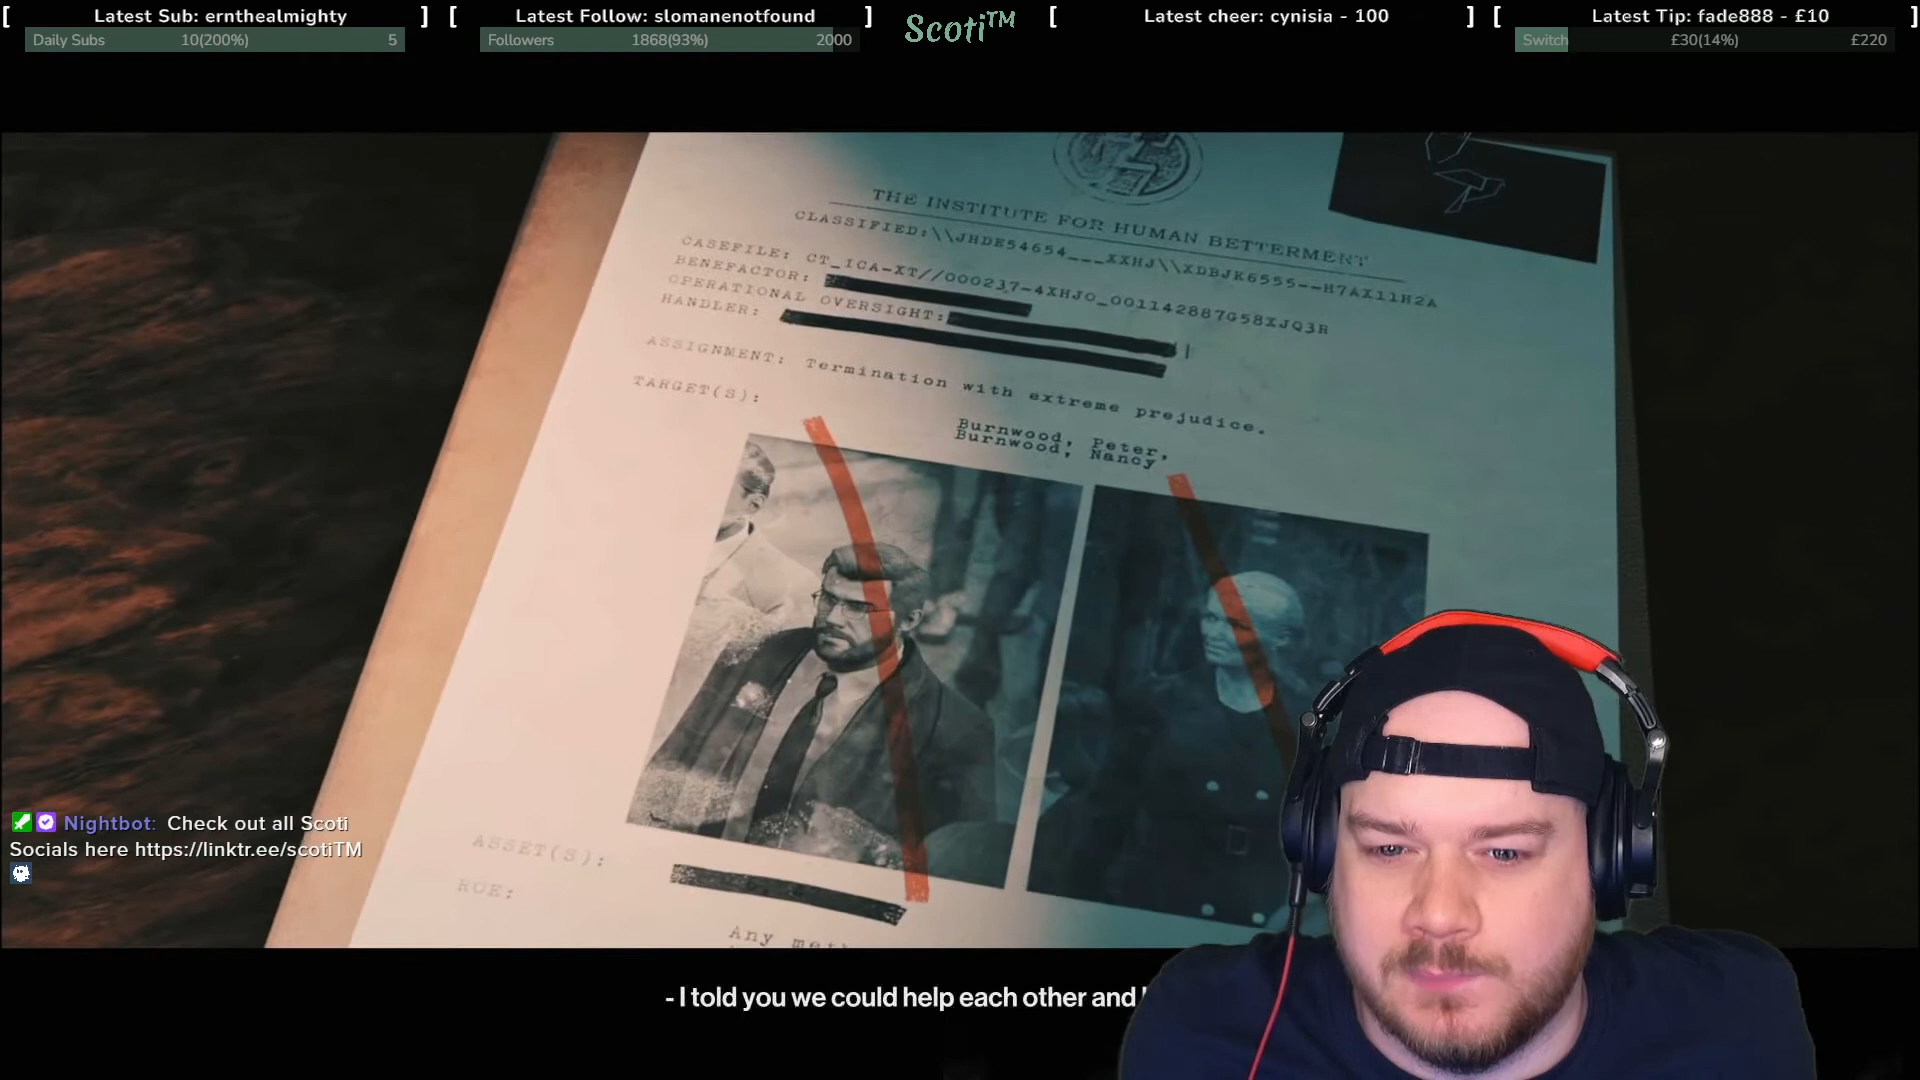 [ Latest Sub: ernthealmighty ]
Daily Subs 10(200%) 5
[ Latest Follow: slomanenotfound ]
Followers 1868(93%) 2000
Scoti™
[ Latest cheer: cynisia - 100 ]
[ Latest Tip: fade888 - £10 ]
Switch £30(14%) £220
THE INSTITUTE FOR HUMAN BETTERMENT
CLASSIFIED:\\JHDE54654___XXHJ\\XDBJK6555--H7AX11H2A
CASEFILE: CT_ICA-XT//000237-4XHJO_001142887G58XJQ3R
BENEFACTOR:
OPERATIONAL OVERSIGHT:
HANDLER:
ASSIGNMENT: Termination with extreme prejudice.
TARGET(S):
Burnwood, Peter,
Burnwood, Nancy
ASSET(S):
ROE:
Any
Nightbot: Check out all Scoti
Socials here https://linktr.ee/scotiTM
- I told you we could help each other and